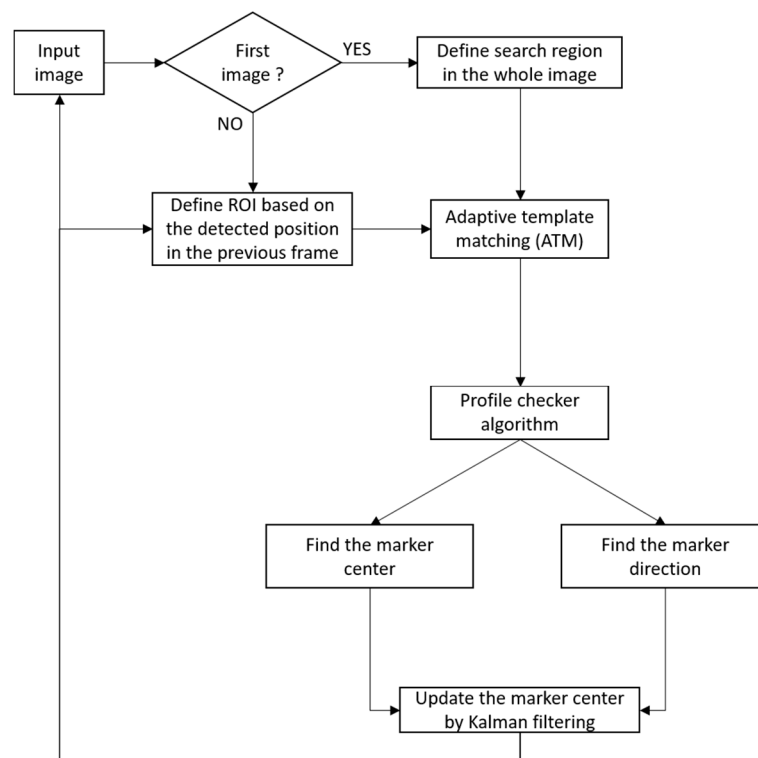 Input
image
First
image ?
YES
Define search region
in the whole image
NO
Define ROI based on
the detected position
in the previous frame
Adaptive template
matching (ATM)
Profile checker
algorithm
Find the marker
center
Find the marker
direction
Update the marker center
by Kalman filtering